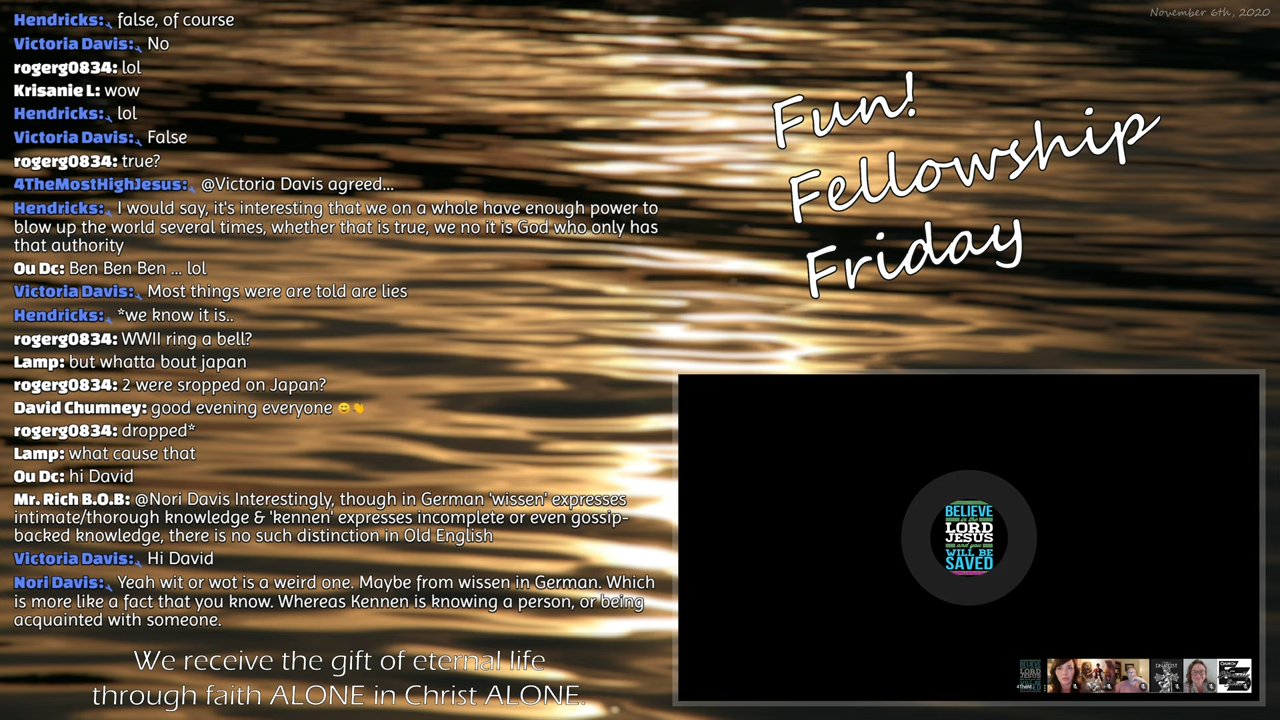 Hendricks: false, of course
Victoria Davis: No
rogerg0834: lol
Krisanie L: wow
Hendricks: lol
Victoria Davis: False
rogerg0834: true?
4TheMostHighJesus: @Victoria Davis agreed...
Hendricks: I would say, it's interesting that we on a whole have enough power to
blow up the world several times, whether that is true, we no it is God who only has
that authority
Ou Dc: Ben Ben Ben ... lol
Victoria Davis: Most things were are told are lies
Hendricks: *we know it is..
rogerg0834: WWII ring a bell?
Lamp: but whatta bout japan
rogerg0834: 2 were sropped on Japan?
David Chumney: good evening everyone 😊👋
rogerg0834: dropped*
Lamp: what cause that
Ou Dc: hi David
Mr. Rich B.O.B: @Nori Davis Interestingly, though in German 'wissen' expresses
intimate/thorough knowledge & 'kennen' expresses incomplete or even gossip-
backed knowledge, there is no such distinction in Old English
Victoria Davis: Hi David
Nori Davis: Yeah wit or wot is a weird one. Maybe from wissen in German. Which
is more like a fact that you know. Whereas Kennen is knowing a person, or being
acquainted with someone.
We receive the gift of eternal life
through faith ALONE in Christ ALONE.
November 6th, 2020
Fun!
Fellowship
Friday
BELIEVE
in the
LORD
JESUS
and you
WILL BE
SAVED